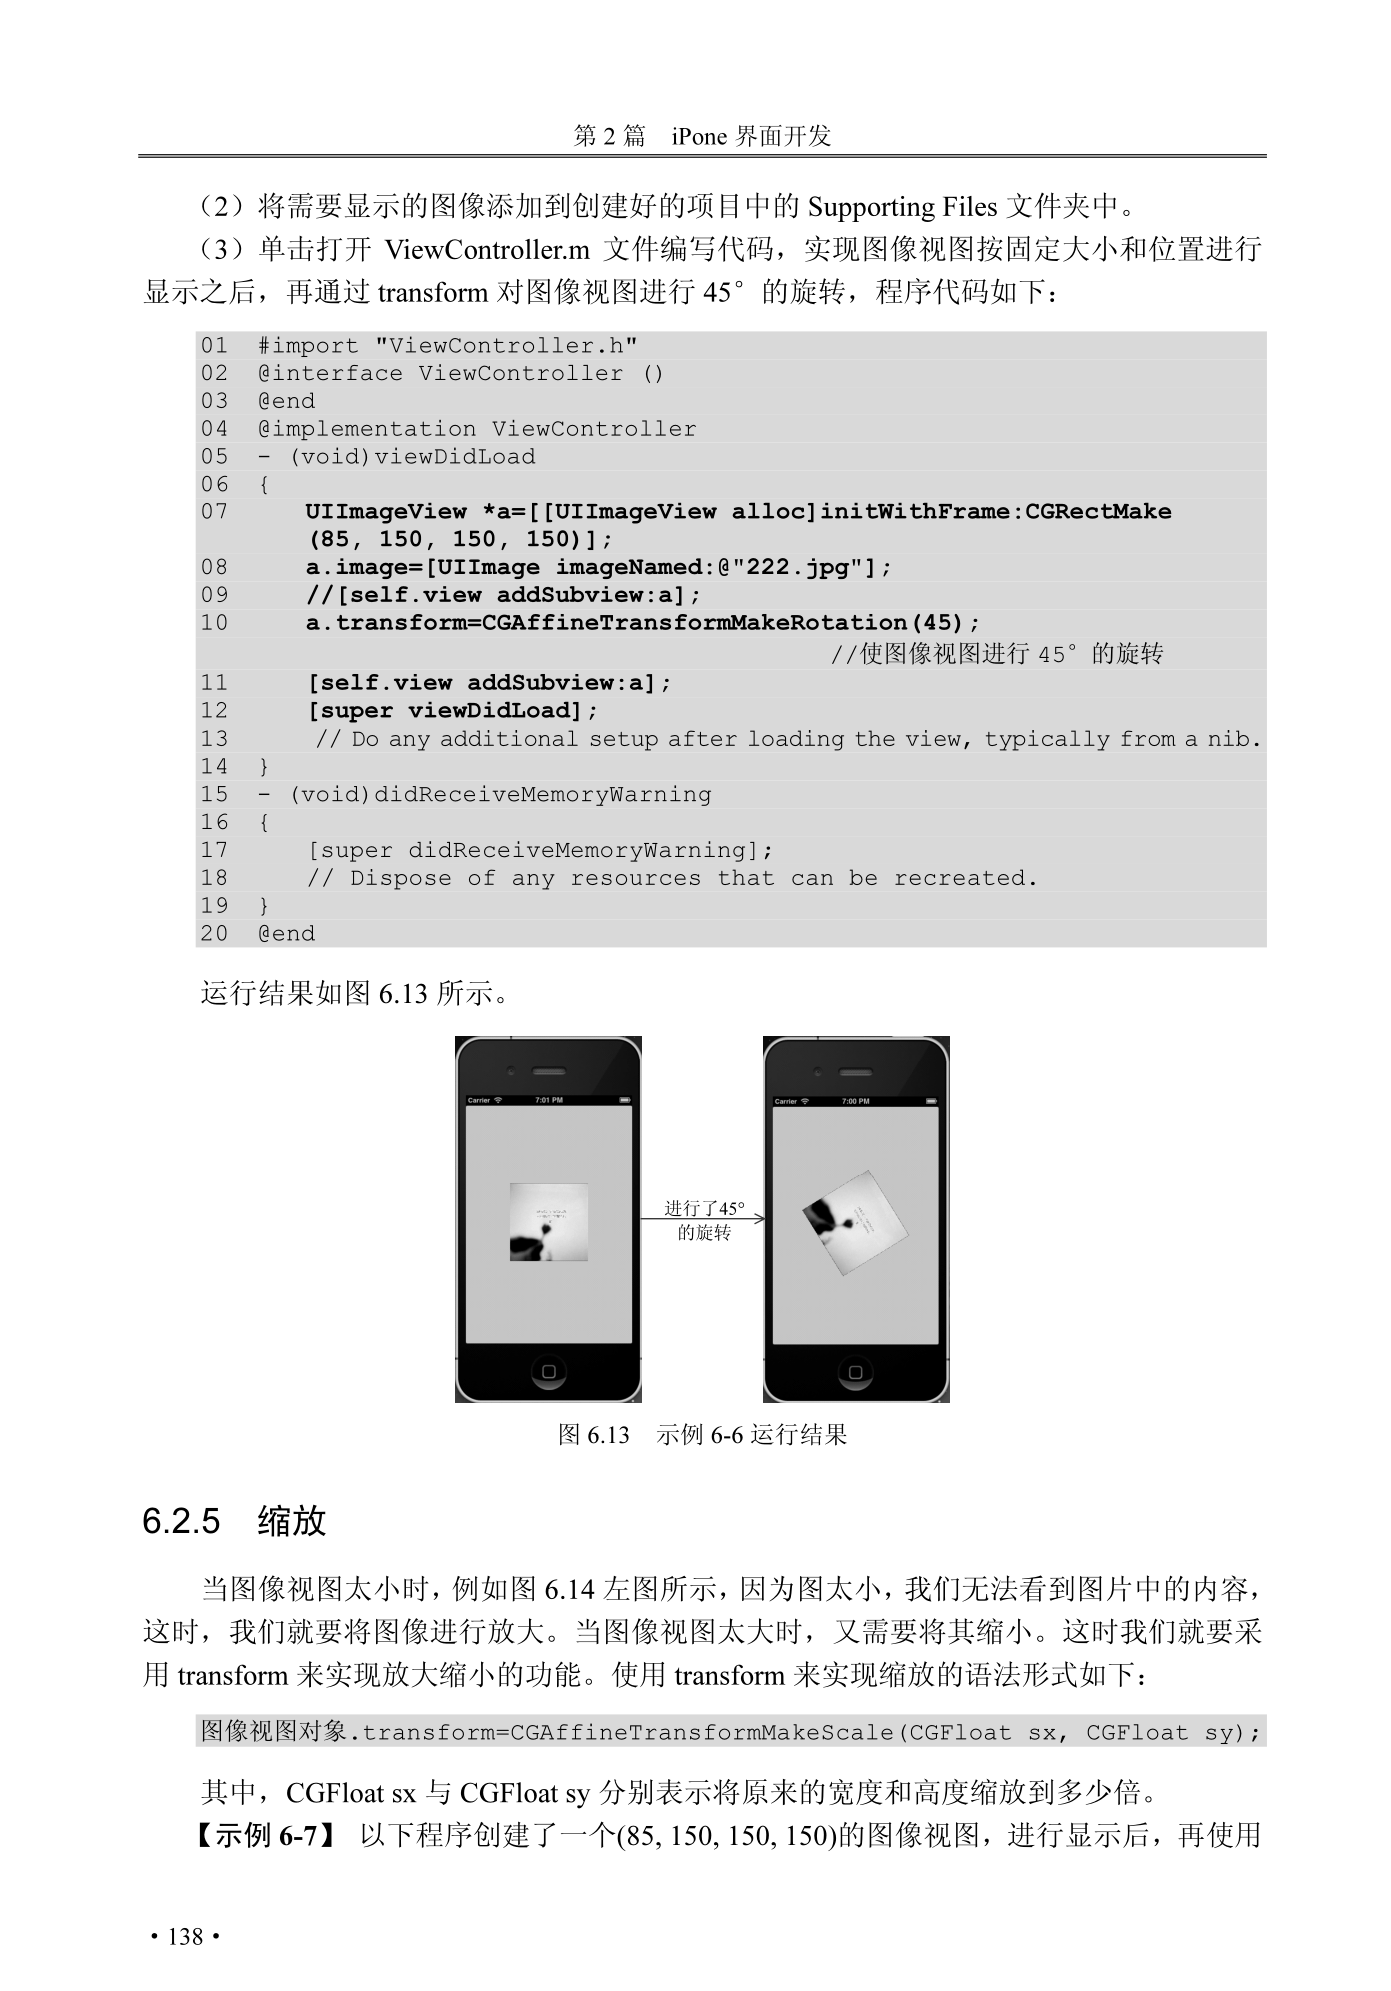 第 2 篇　iPone 界面开发
（2）将需要显示的图像添加到创建好的项目中的 Supporting Files 文件夹中。
（3）单击打开 ViewController.m 文件编写代码，实现图像视图按固定大小和位置进行
显示之后，再通过 transform 对图像视图进行 45°的旋转，程序代码如下：
01 #import "ViewController.h"
02 @interface ViewController ()
03 @end
04 @implementation ViewController
05 - (void)viewDidLoad
06 {
07 UIImageView *a=[[UIImageView alloc]initWithFrame:CGRectMake
(85, 150, 150, 150)];
08 a.image=[UIImage imageNamed:@"222.jpg"];
09 //[self.view addSubview:a];
10 a.transform=CGAffineTransformMakeRotation(45);
//使图像视图进行 45°的旋转
11 [self.view addSubview:a];
12 [super viewDidLoad];
13 // Do any additional setup after loading the view, typically from a nib.
14 }
15 - (void)didReceiveMemoryWarning
16 {
17 [super didReceiveMemoryWarning];
18 // Dispose of any resources that can be recreated.
19 }
20 @end
运行结果如图 6.13 所示。
Carrier 7:01 PM
Carrier 7:00 PM
进行了45°
的旋转
图 6.13　示例 6-6 运行结果
6.2.5　缩放
当图像视图太小时，例如图 6.14 左图所示，因为图太小，我们无法看到图片中的内容，
这时，我们就要将图像进行放大。当图像视图太大时，又需要将其缩小。这时我们就要采
用 transform 来实现放大缩小的功能。使用 transform 来实现缩放的语法形式如下：
图像视图对象.transform=CGAffineTransformMakeScale(CGFloat sx, CGFloat sy);
其中，CGFloat sx 与 CGFloat sy 分别表示将原来的宽度和高度缩放到多少倍。
【示例 6-7】 以下程序创建了一个(85, 150, 150, 150)的图像视图，进行显示后，再使用
• 138 •